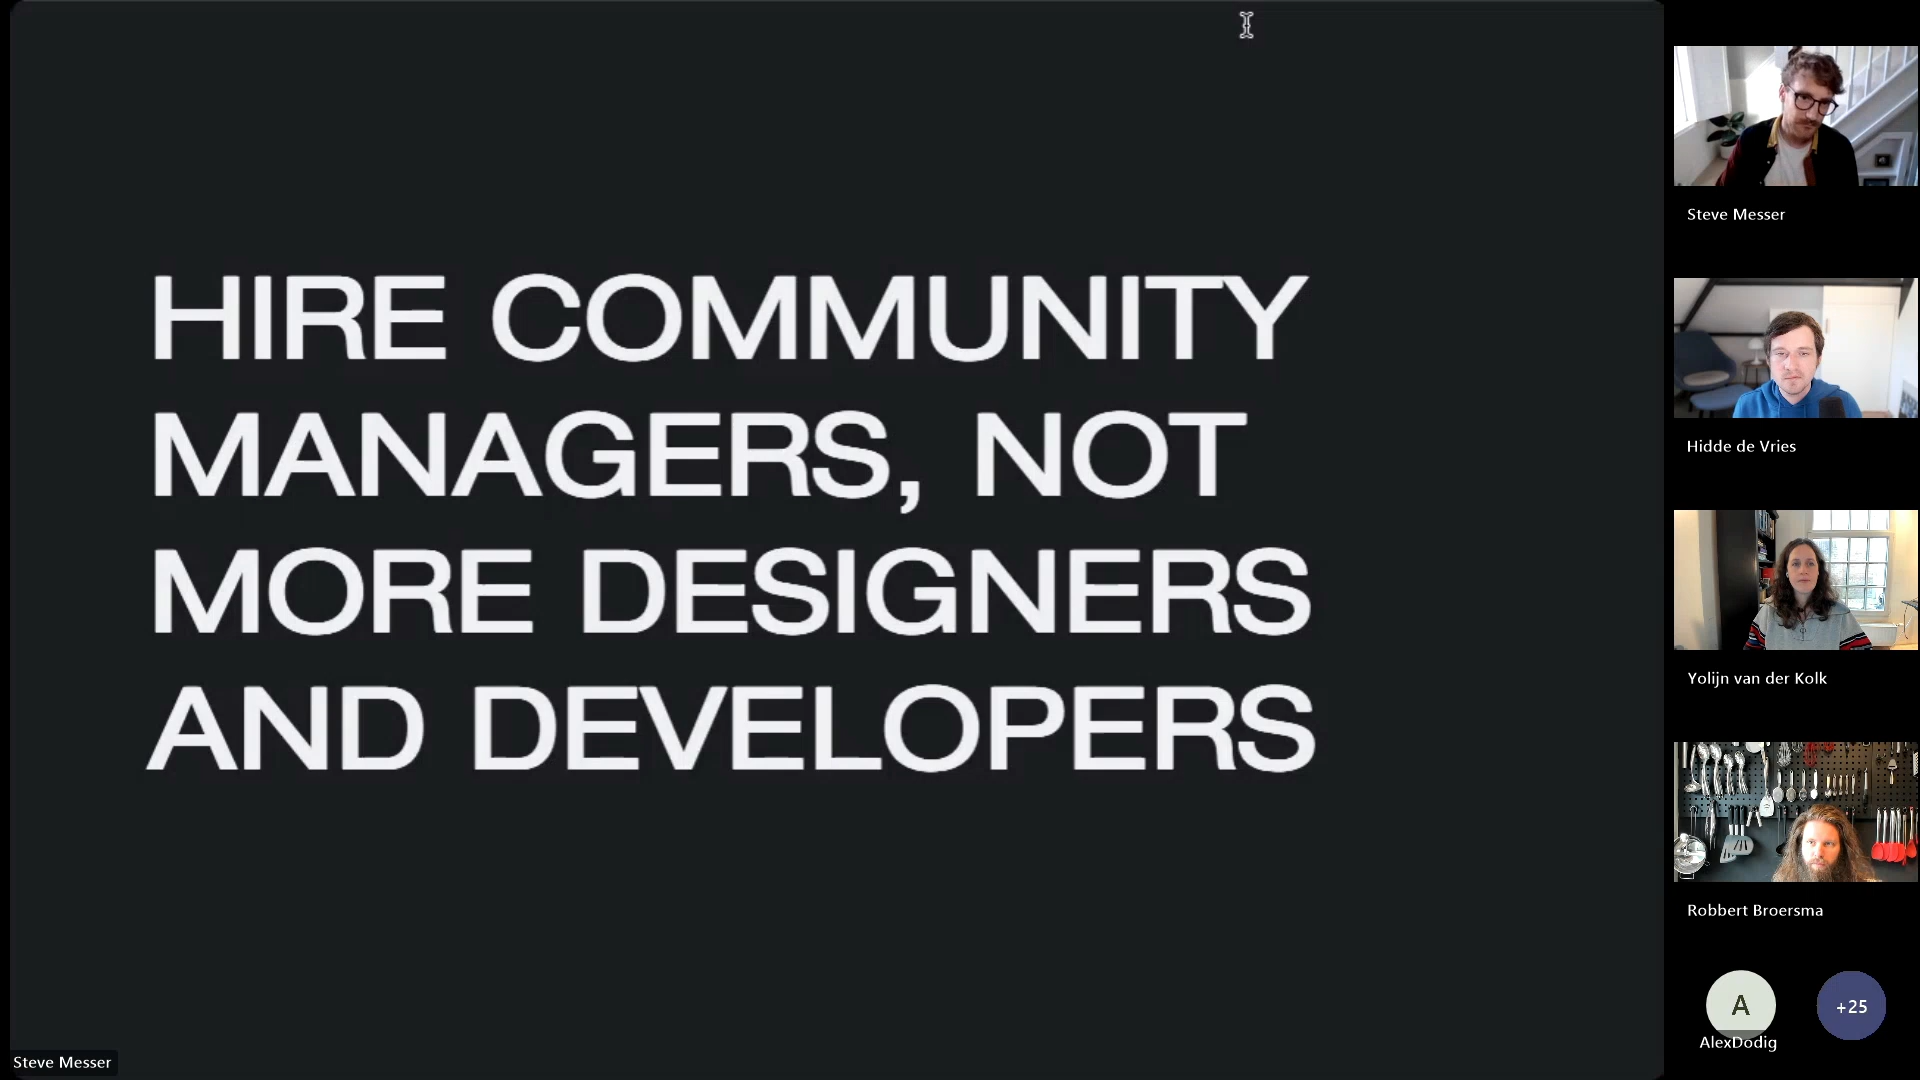 HIRE COMMUNITY
MANAGERS, NOT
MORE DESIGNERS
AND DEVELOPERS
Steve Messer
Steve Messer
Hidde de Vries
Yolijn van der Kolk
Robbert Broersma
A
+25
AlexDodig